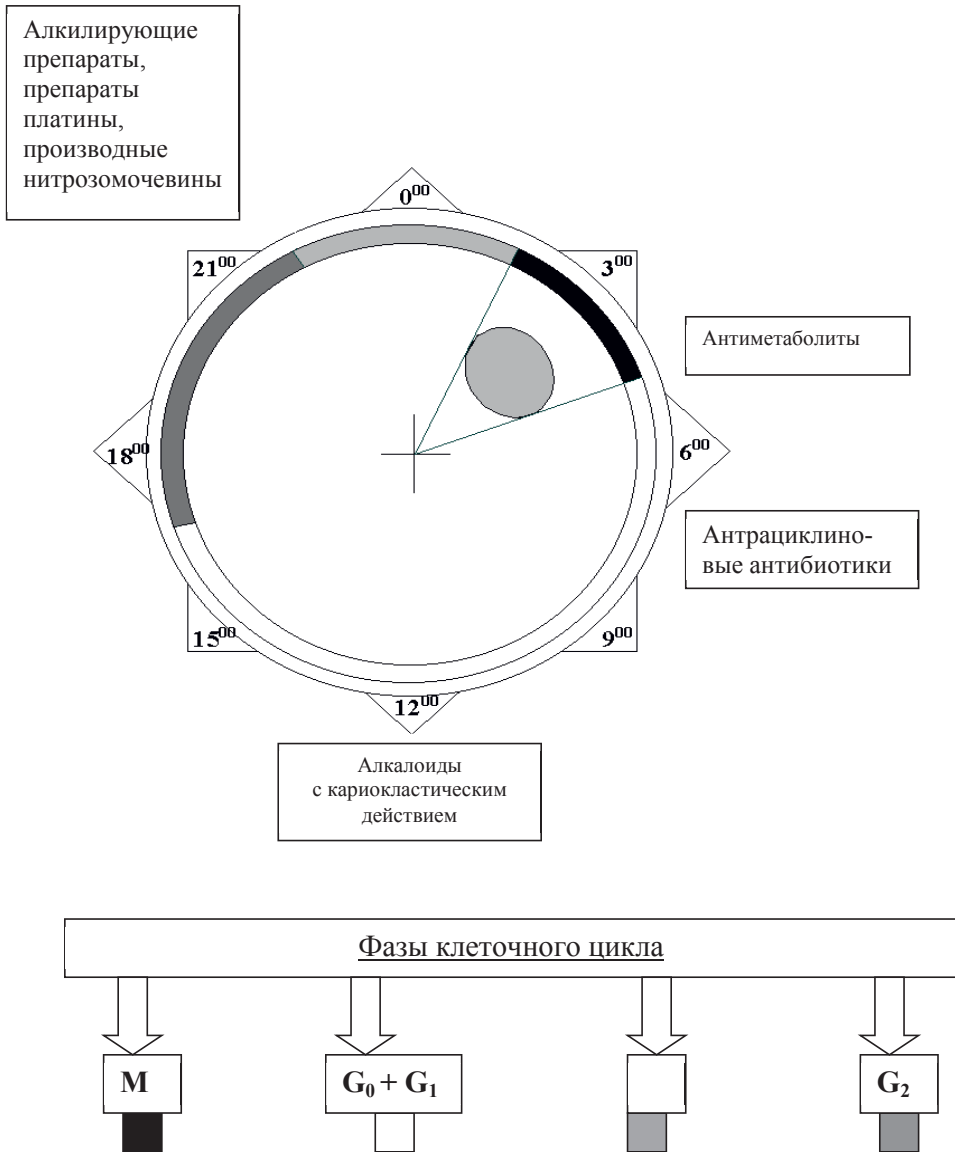 Алкилирующие
препараты,
препараты
платины,
производные
нитрозомочевины
0⁰⁰
21⁰⁰
3⁰⁰
Антиметаболиты
18⁰⁰
6⁰⁰
Антрациклино-
вые антибиотики
15⁰⁰
9⁰⁰
12⁰⁰
Алкалоиды
с кариокластическим
действием
Фазы клеточного цикла
M
G₀ + G₁
G₂